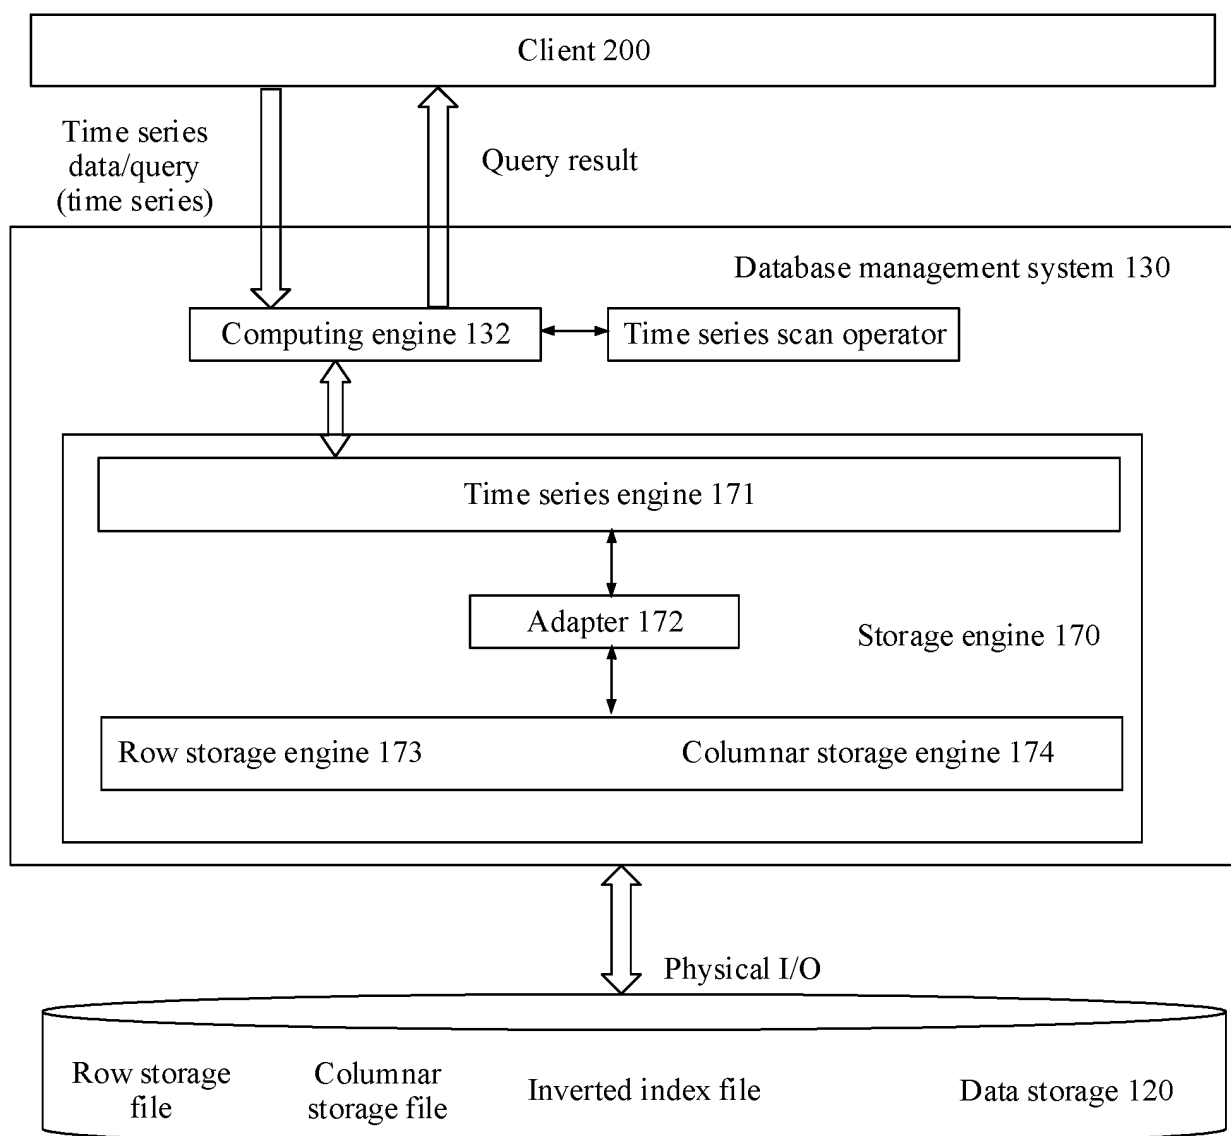 Client 200
Time series
data/query
(time series)
Query result
Database management system 130
Computing engine 132
Time series scan operator
Time series engine 171
Adapter 172
Storage engine 170
Row storage engine 173
Columnar storage engine 174
Physical I/O
Row storage
file
Columnar
storage file
Inverted index file
Data storage 120